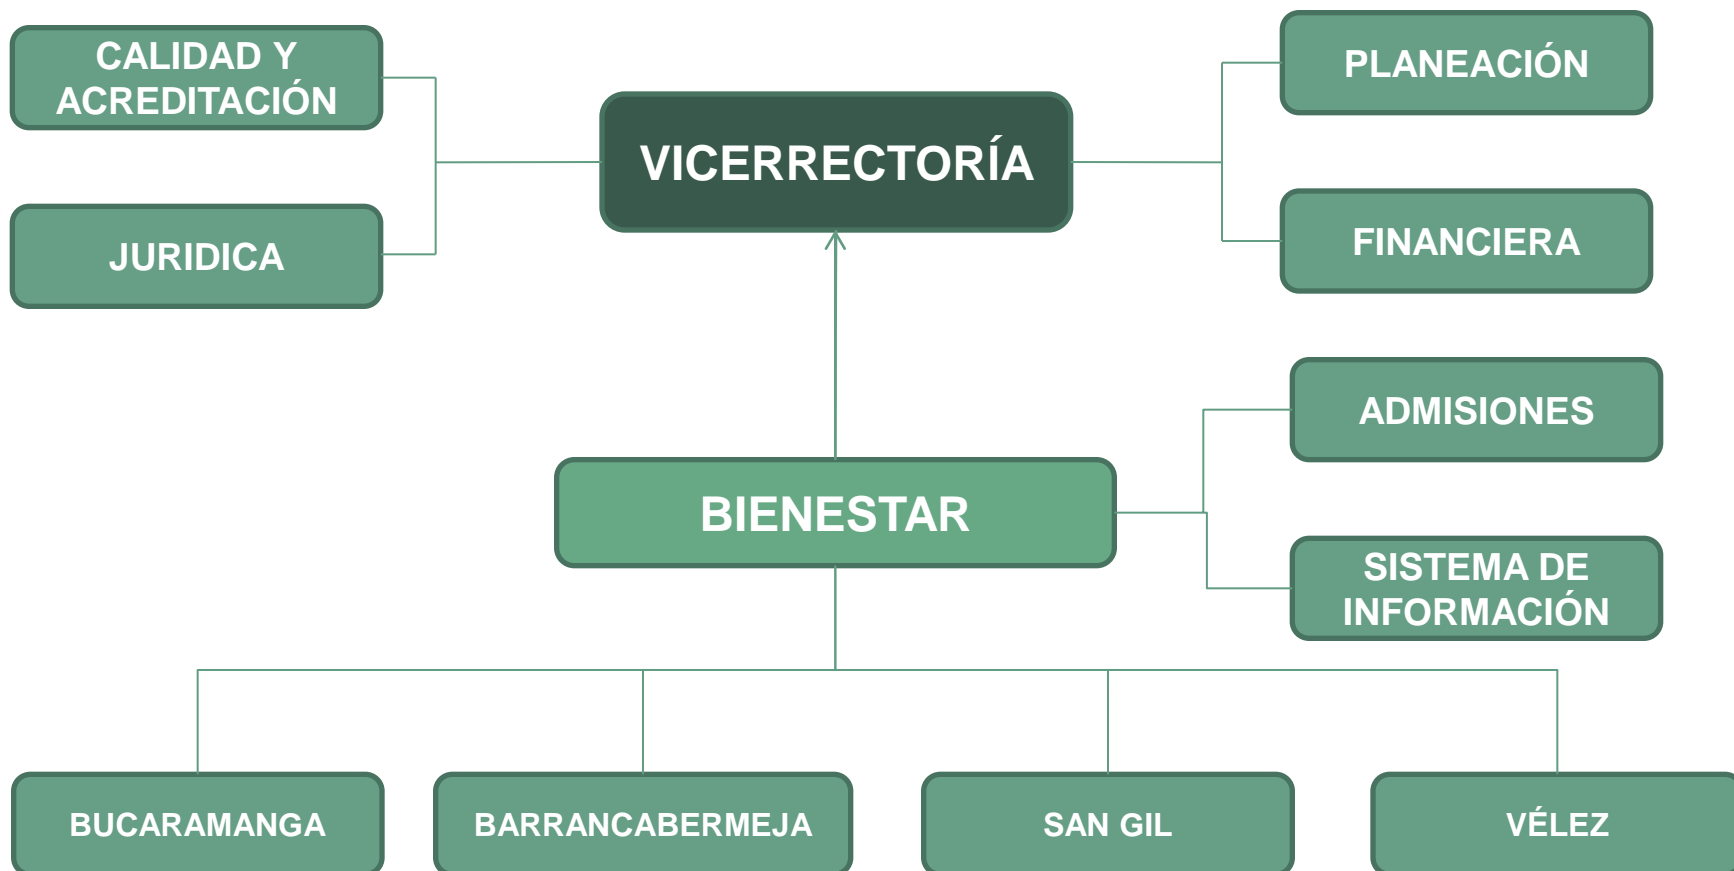 CALIDAD Y
ACREDITACIÓN
PLANEACIÓN
VICERRECTORÍA
JURIDICA
FINANCIERA
ADMISIONES
BIENESTAR
SISTEMA DE
INFORMACIÓN
BUCARAMANGA
BARRANCABERMEJA
SAN GIL
VÉLEZ